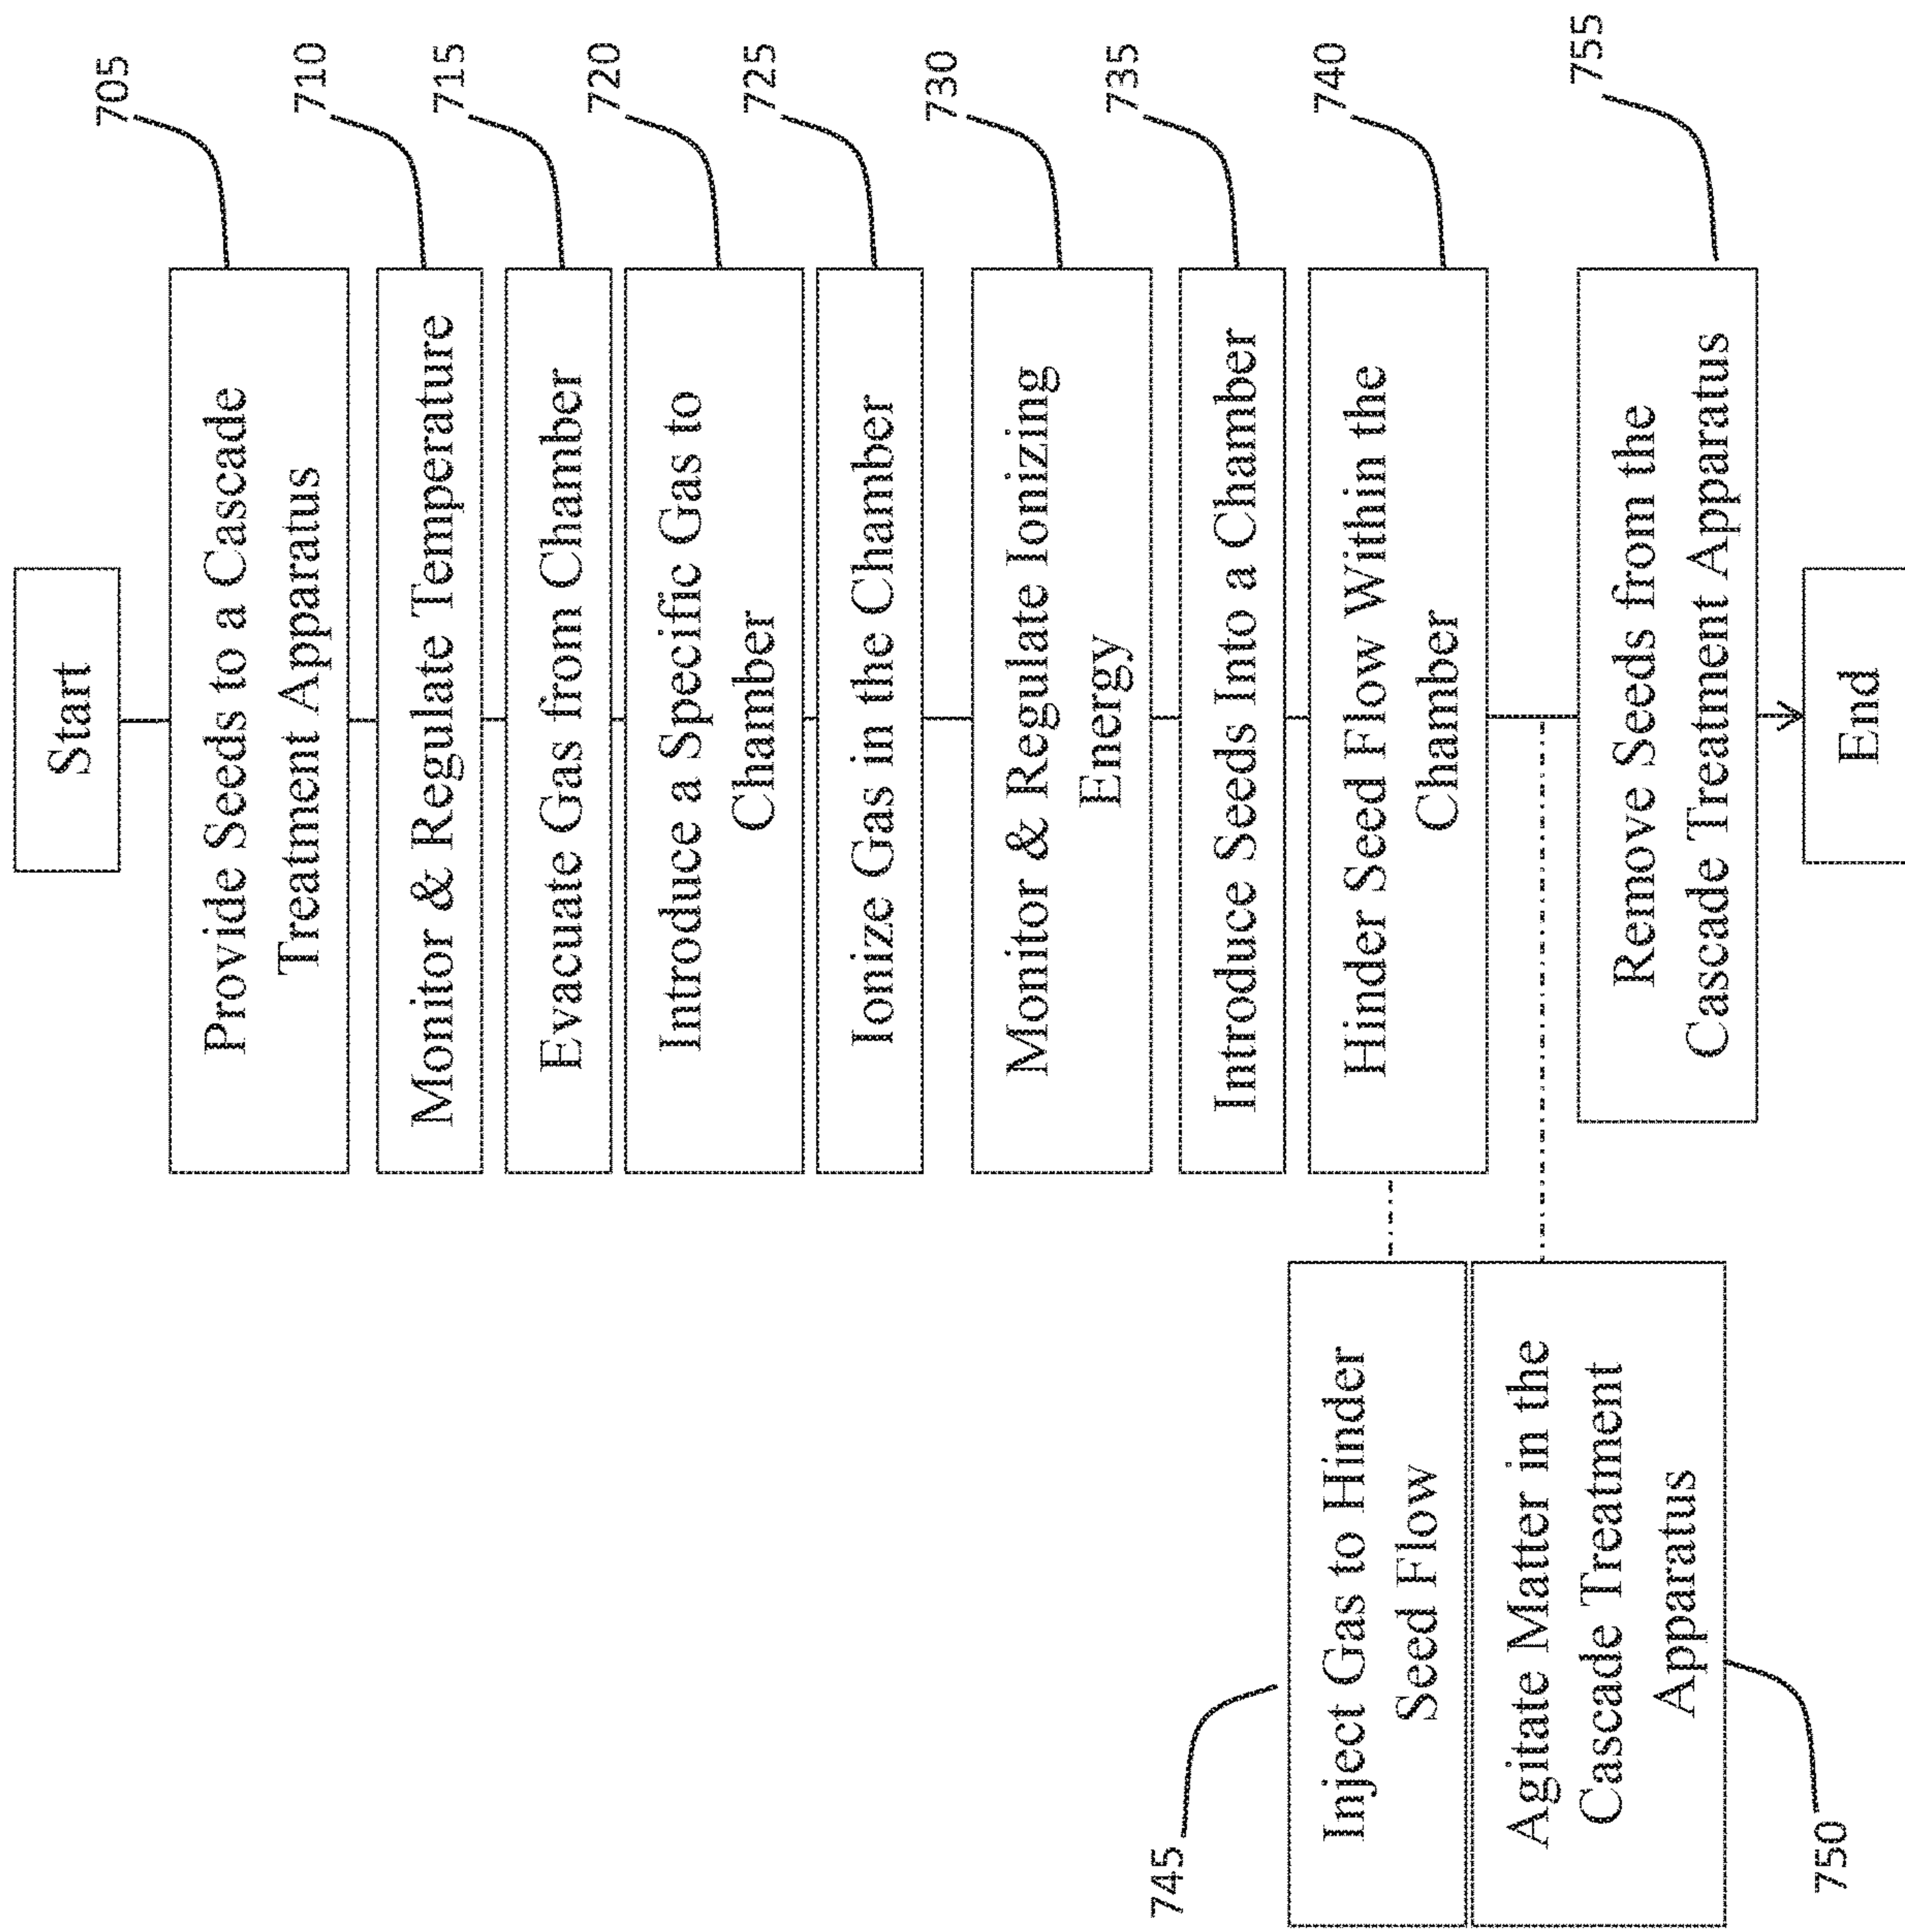 Start
Provide Seeds to a Cascade
Treatment Apparatus
705
Monitor & Regulate Temperature
710
Evacuate Gas from Chamber
715
Introduce a Specific Gas to
Chamber
720
Ionize Gas in the Chamber
725
Monitor & Regulate Ionizing
Energy
730
Introduce Seeds Into a Chamber
735
Hinder Seed Flow Within the
Chamber
740
745
Inject Gas to Hinder
Seed Flow
Agitate Matter in the
Cascade Treatment
Apparatus
750
Remove Seeds from the
Cascade Treatment Apparatus
755
End